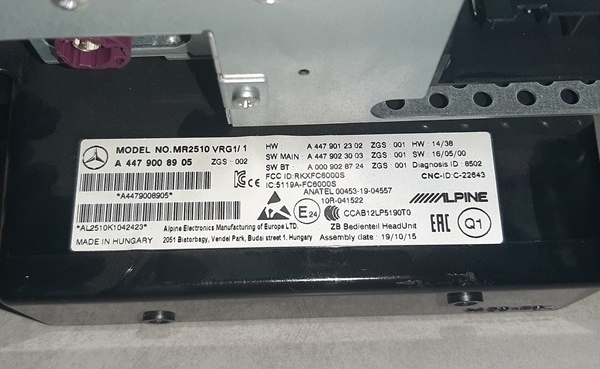 MODEL NO.MR2510 VRG1/1
A 447 900 89 05 ZGS : 002
*A4479008905*
*AL2510K1042423*
MADE IN HUNGARY
HW A 447 901 23 02 ZGS : 001 HW : 14/38
SW MAIN : A 447 902 30 03 ZGS : 001 SW : 16/05/00
SW BT : A 000 902 87 24 ZGS : 001 Diagnosis ID : 8502
FCC ID:RKXFC6000S CNC-ID:C-22643
IC:5119A-FC6000S
ANATEL 00453-19-04557
10R-041522
ALPINE
E24
CCAB12LP5190T0
EAC
Q1
Alpine Electronics Manufacturing of Europe LTD.
2051 Biatorbagy, Vendel Park, Budai street 1. Hungary
ZB Bedienteil HeadUnit
Assembly date : 19/10/15